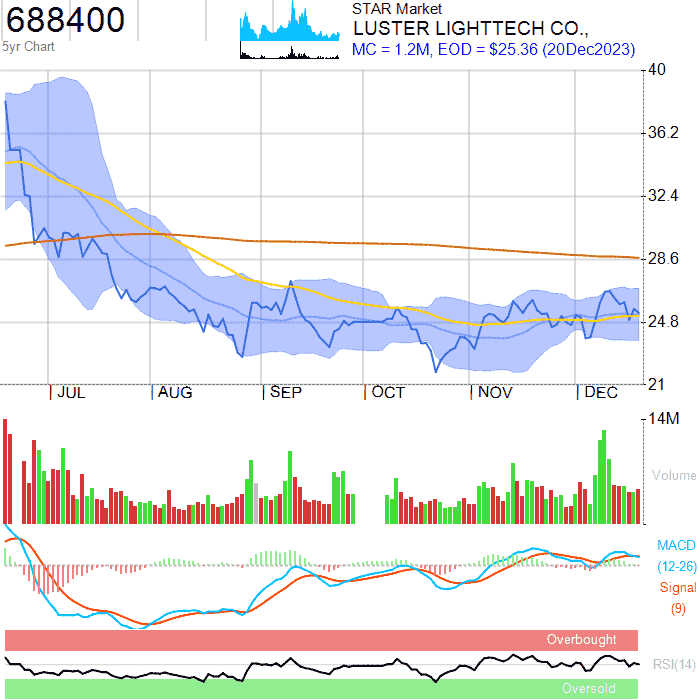 688400
5yr Chart
STAR Market
LUSTER LIGHTTECH CO.,
MC = 1.2M, EOD = $25.36 (20Dec2023)
40
36.2
32.4
28.6
24.8
21
JUL AUG SEP OCT NOV DEC
14M
Volume
MACD
(12-26)
Signal
(9)
Overbought
RSI(14)
Oversold